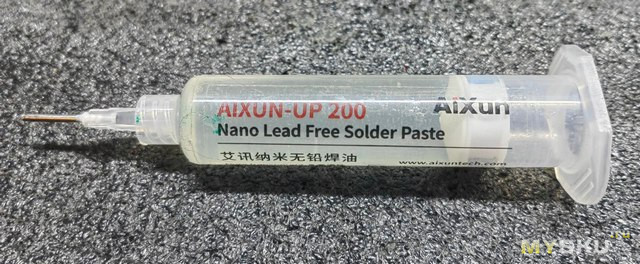 AIXUN-UP 200
AiXun
Nano Lead Free Solder Paste
艾讯纳米无铅焊油
www.aixuntech.com
MYSKU